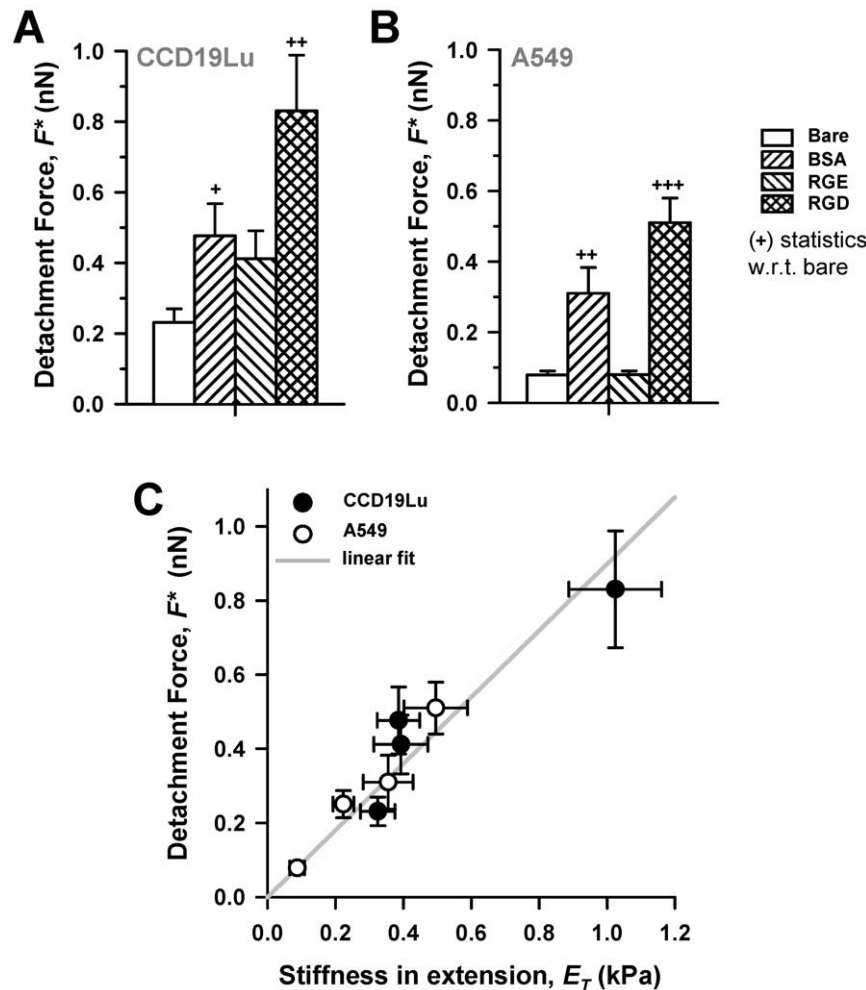 A
CCD19Lu
Detachment Force, F* (nN)
1.0
0.8
0.6
0.4
0.2
0.0
+
++
B
A549
Detachment Force, F* (nN)
1.0
0.8
0.6
0.4
0.2
0.0
++
+++
Bare
BSA
RGE
RGD
(+) statistics
w.r.t. bare
C
CCD19Lu
A549
linear fit
Detachment Force, F* (nN)
1.0
0.8
0.6
0.4
0.2
0.0
0.0 0.2 0.4 0.6 0.8 1.0 1.2
Stiffness in extension, E_T (kPa)